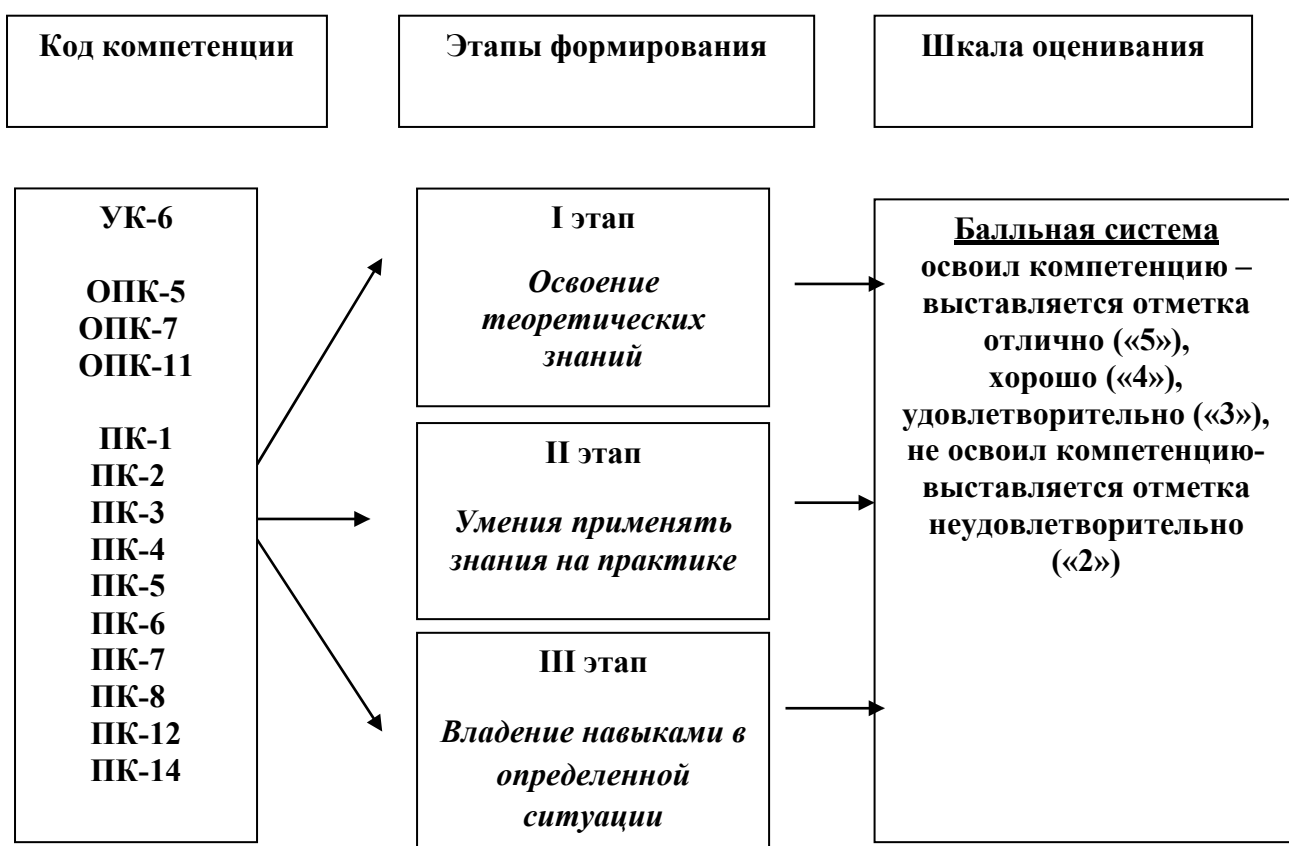 Код компетенции
Этапы формирования
Шкала оценивания
УК-6
ОПК-5
ОПК-7
ОПК-11
ПК-1
ПК-2
ПК-3
ПК-4
ПК-5
ПК-6
ПК-7
ПК-8
ПК-12
ПК-14
I этап
Освоение
теоретических
знаний
II этап
Умения применять
знания на практике
III этап
Владение навыками в
определенной
ситуации
Балльная система
освоил компетенцию –
выставляется отметка
отлично («5»),
хорошо («4»),
удовлетворительно («3»),
не освоил компетенцию-
выставляется отметка
неудовлетворительно
(«2»)